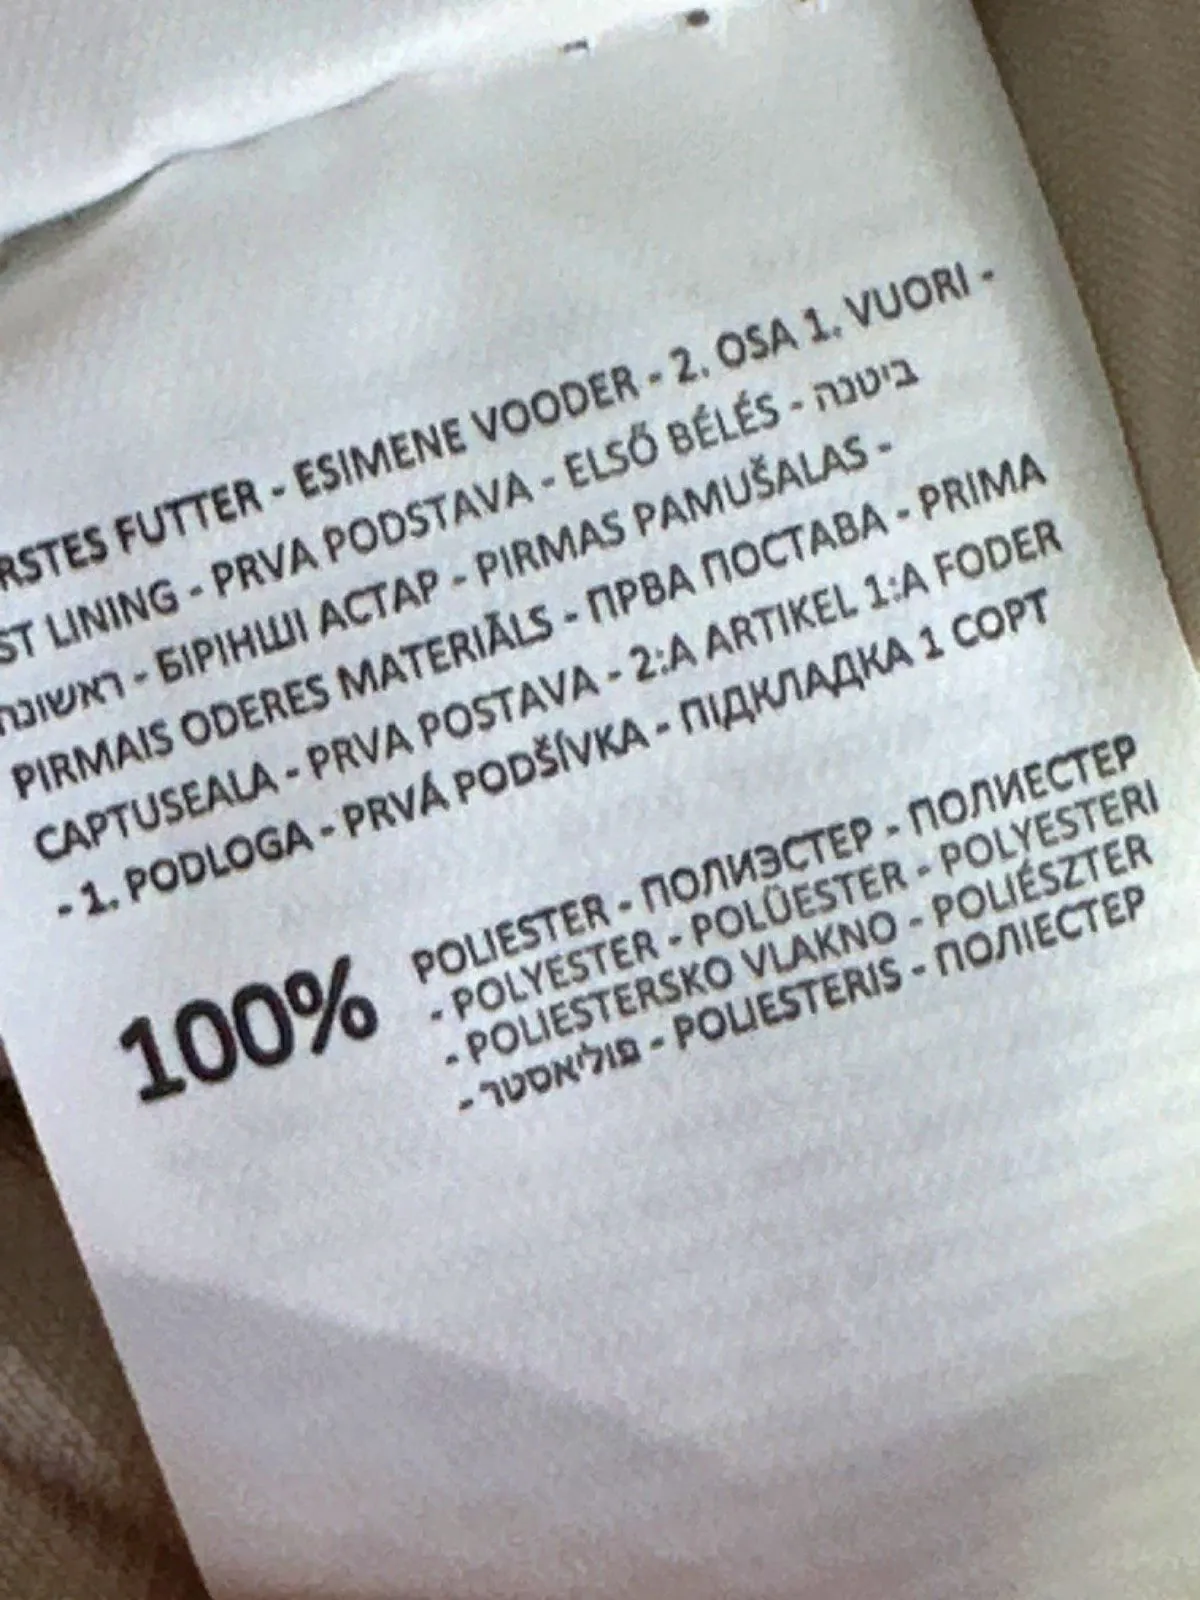 RSTES FUTTER - ESIMENE VOODER - 2. OSA 1. VUORI -
ST LINING - PRVA PODSTAVA - ELSŐ BÉLÉS - ביטנה
ראשונה - БІРІНШІ АСТАР - PIRMAS PAMUŠALAS -
PIRMAIS ODERES MATERIĀLS - ПРВА ПОСТАВА - PRIMA
CAPTUSEALA - PRVA POSTAVA - 2:A ARTIKEL 1:A FODER
- 1. PODLOGA - PRVÁ PODŠÍVKA - ПІДКЛАДКА 1 СОРТ
100%
POLIESTER - ПОЛИЭСТЕР - ПОЛИЕСТЕР
- POLYESTER - POLÜESTER - POLYESTERI
- POLIESTERSKO VLAKNO - POLIÉSZTER
- פוליאסטר - POLIESTERIS - ПОЛІЕСТЕР